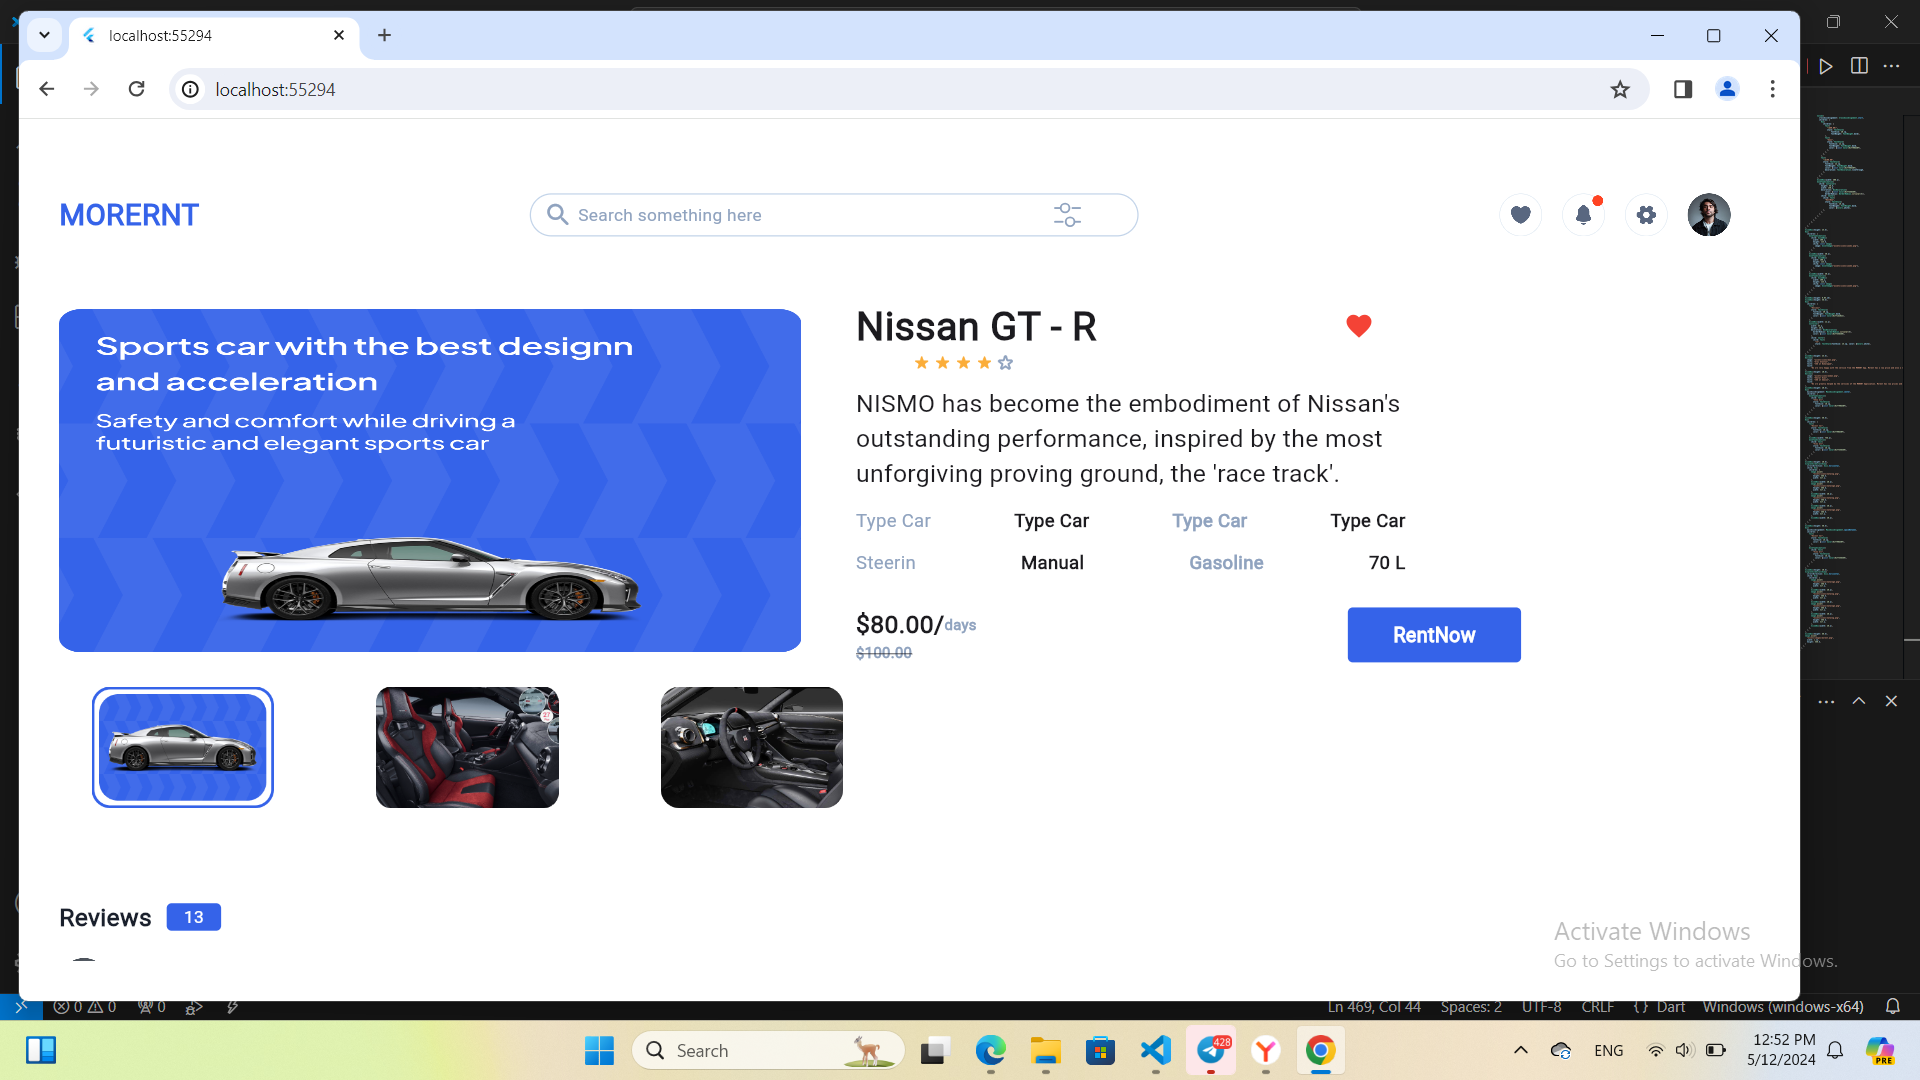 localhost:55294
localhost:55294
MORERNT
Search something here
Sports car with the best designn
and acceleration
Safety and comfort while driving a
futuristic and elegant sports car
Nissan GT - R
NISMO has become the embodiment of Nissan's
outstanding performance, inspired by the most
unforgiving proving ground, the 'race track'.
Type Car Type Car Type Car Type Car
Steerin Manual Gasoline 70 L
$80.00/days
$100.00
RentNow
Reviews 13
Activate Windows
Go to Settings to activate Windows.
0 0 0
Ln 469, Col 44 Spaces: 2 UTF-8 CRLF {} Dart Windows (windows-x64)
Search
428
ENG
12:52 PM
5/12/2024
PRE